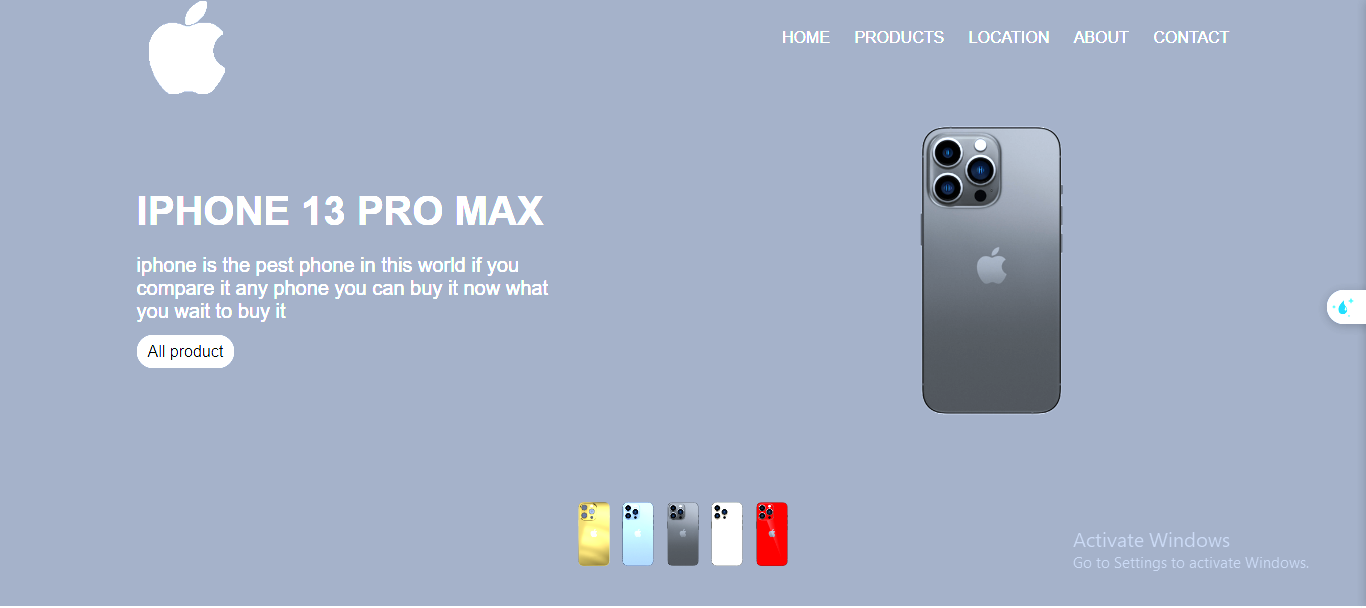 HOME PRODUCTS LOCATION ABOUT CONTACT
IPHONE 13 PRO MAX
iphone is the pest phone in this world if you
compare it any phone you can buy it now what
you wait to buy it
All product
Activate Windows
Go to Settings to activate Windows.